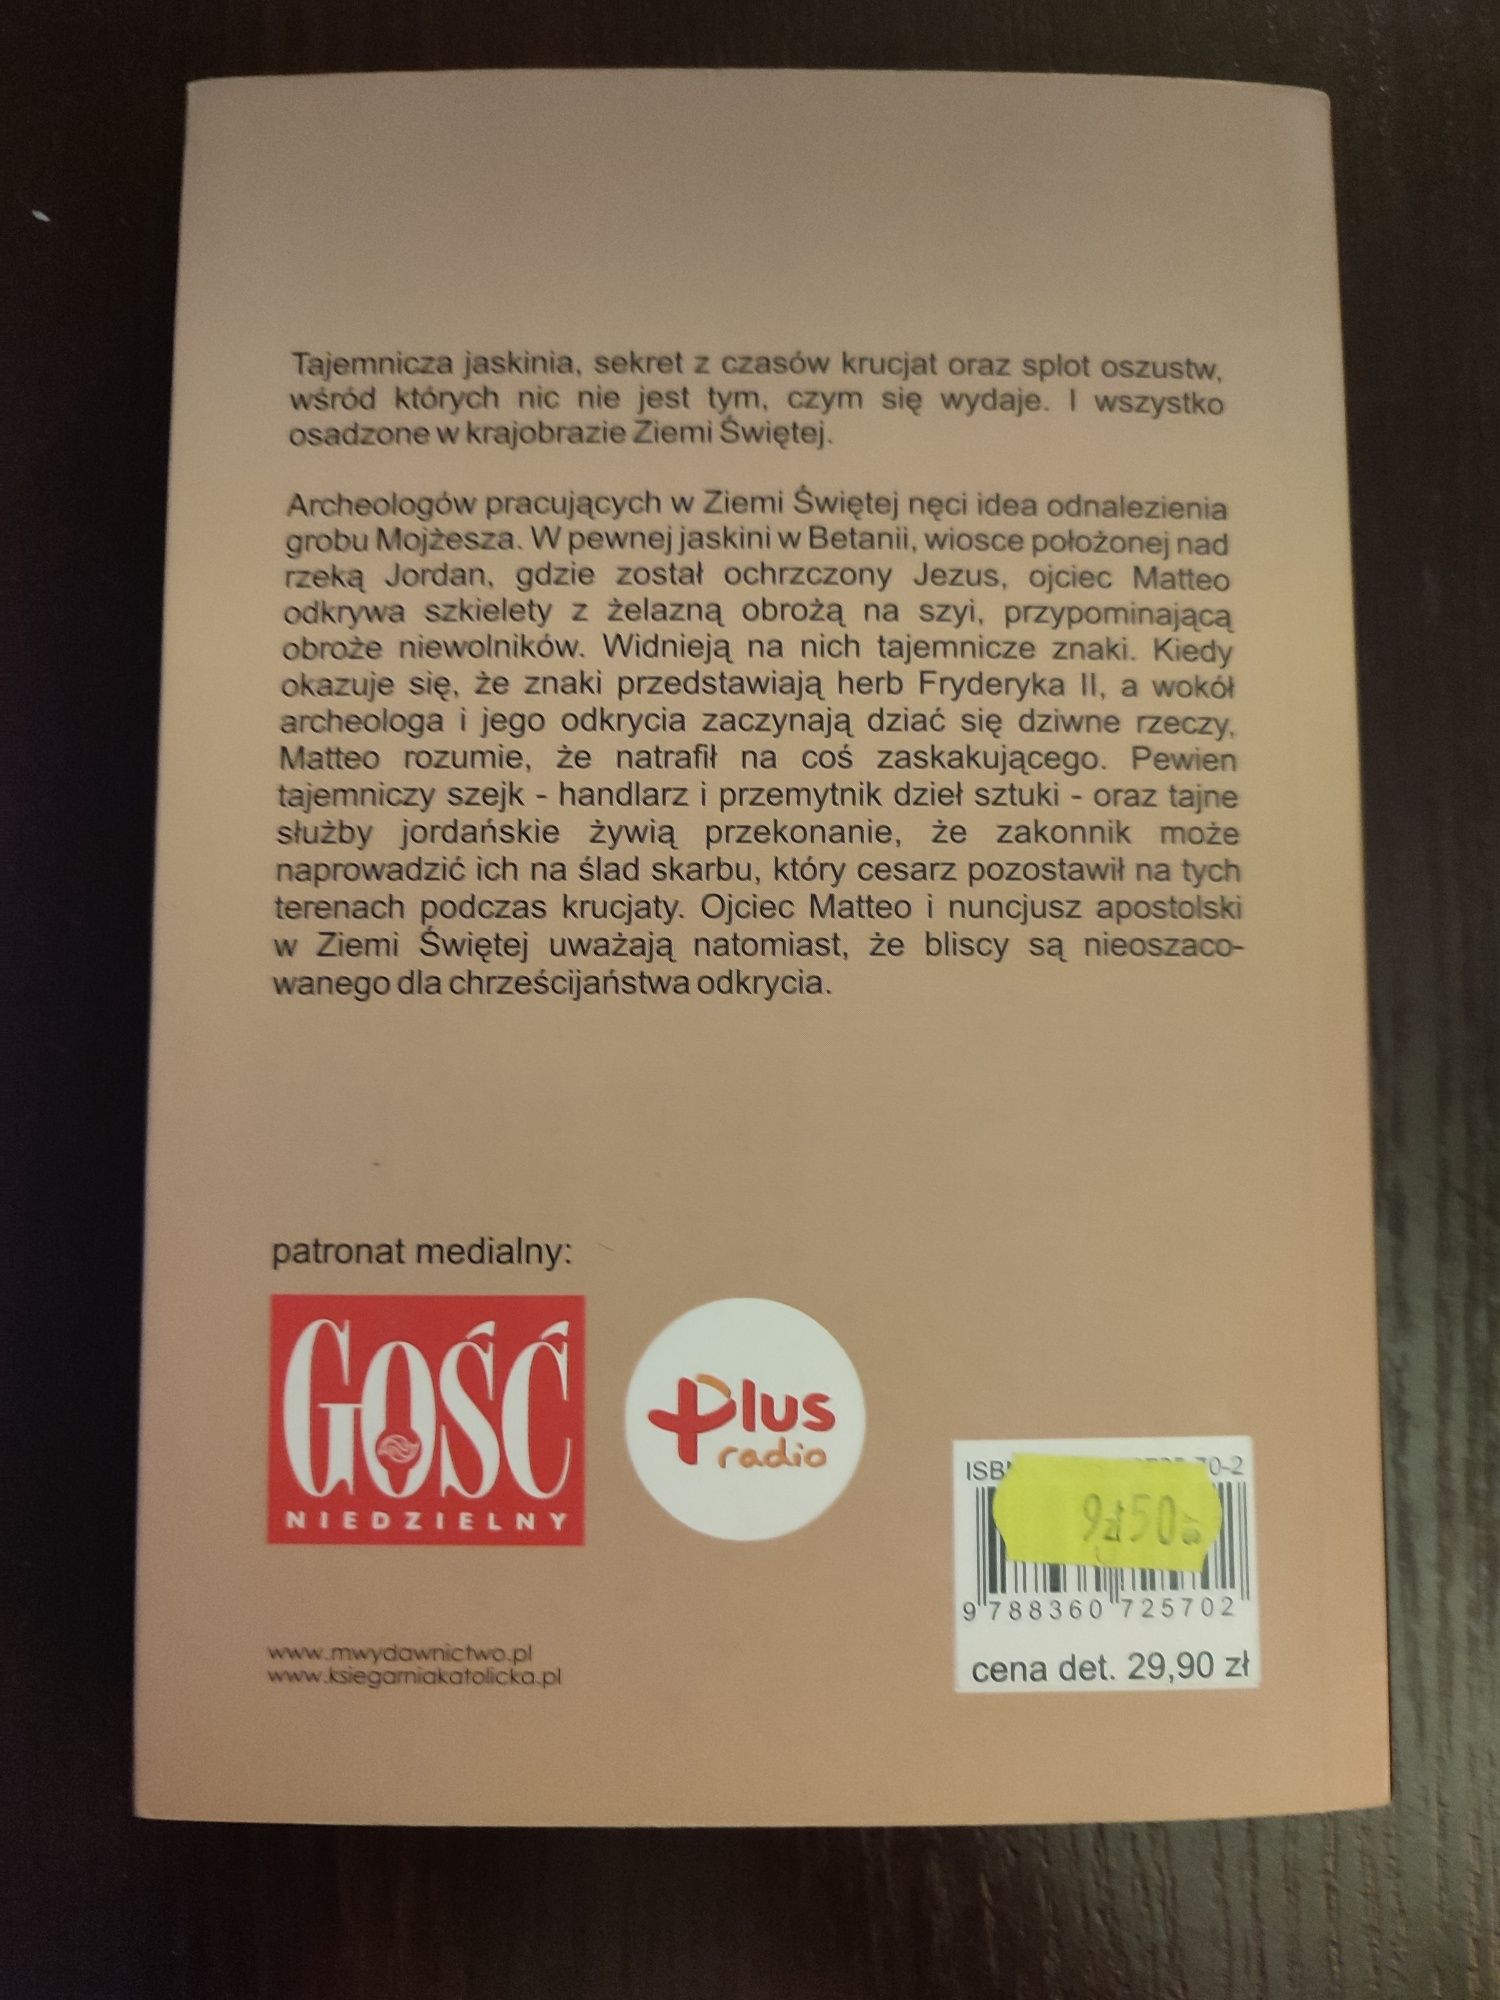 Tajemnicza jaskinia, sekret z czasów krucjat oraz splot oszustw,
wśród których nic nie jest tym, czym się wydaje. I wszystko
osadzone w krajobrazie Ziemi Świętej.
Archeologów pracujących w Ziemi Świętej nęci idea odnalezienia
grobu Mojżesza. W pewnej jaskini w Betanii, wiosce położonej nad
rzeką Jordan, gdzie został ochrzczony Jezus, ojciec Matteo
odkrywa szkielety z żelazną obrożą na szyi, przypominającą
obroże niewolników. Widnieją na nich tajemnicze znaki. Kiedy
okazuje się, że znaki przedstawiają herb Fryderyka II, a wokół
archeologa i jego odkrycia zaczynają dziać się dziwne rzeczy,
Matteo rozumie, że natrafił na coś zaskakującego. Pewien
tajemniczy szejk - handlarz i przemytnik dzieł sztuki - oraz tajne
służby jordańskie żywią przekonanie, że zakonnik może
naprowadzić ich na ślad skarbu, który cesarz pozostawił na tych
terenach podczas krucjaty. Ojciec Matteo i nuncjusz apostolski
w Ziemi Świętej uważają natomiast, że bliscy są nieoszaco-
wanego dla chrześcijaństwa odkrycia.
patronat medialny:
GOŚĆ
NIEDZIELNY
plus
radio
70-2
9zł50
9 788360 725702
cena det. 29,90 zł
www.mwydawnictwo.pl
www.ksiegarniakatolicka.pl